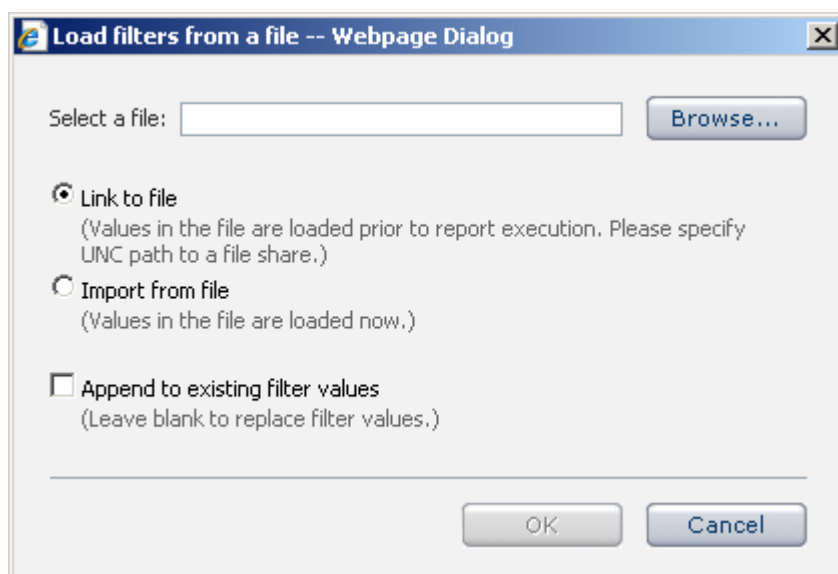 Load filters from a file -- Webpage Dialog
Select a file: Browse...
Link to file
(Values in the file are loaded prior to report execution. Please specify
UNC path to a file share.)
Import from file
(Values in the file are loaded now.)
Append to existing filter values
(Leave blank to replace filter values.)
OK Cancel